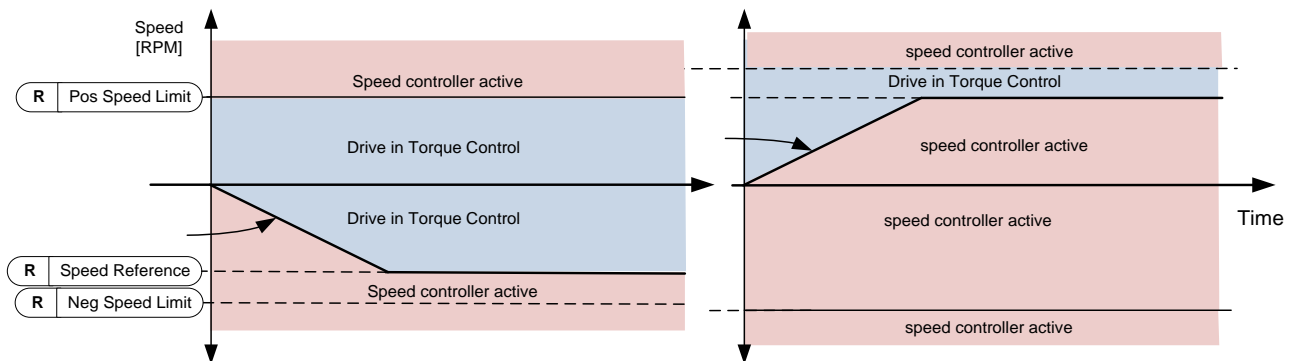 Speed
[RPM]
Speed controller active
R Pos Speed Limit
Drive in Torque Control
Drive in Torque Control
R Speed Reference
Speed controller active
R Neg Speed Limit
speed controller active
Drive in Torque Control
speed controller active
speed controller active
Time
speed controller active